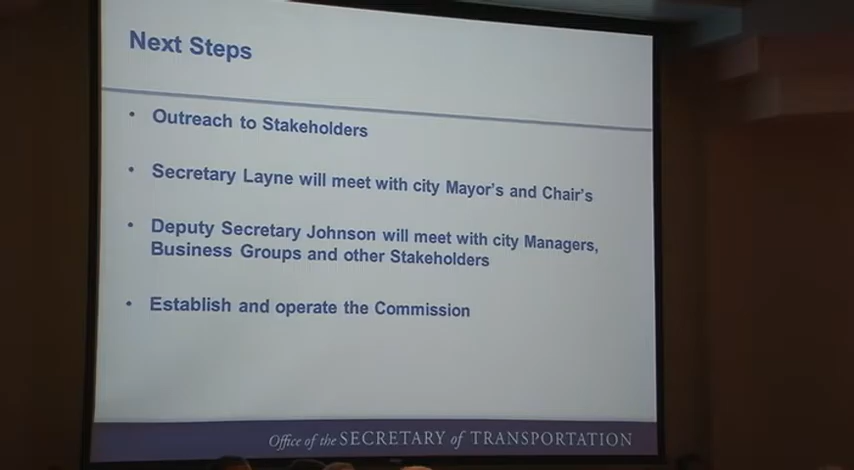 Next Steps
• Outreach to Stakeholders
• Secretary Layne will meet with city Mayor's and Chair's
• Deputy Secretary Johnson will meet with city Managers,
Business Groups and other Stakeholders
• Establish and operate the Commission
Office of the SECRETARY of TRANSPORTATION